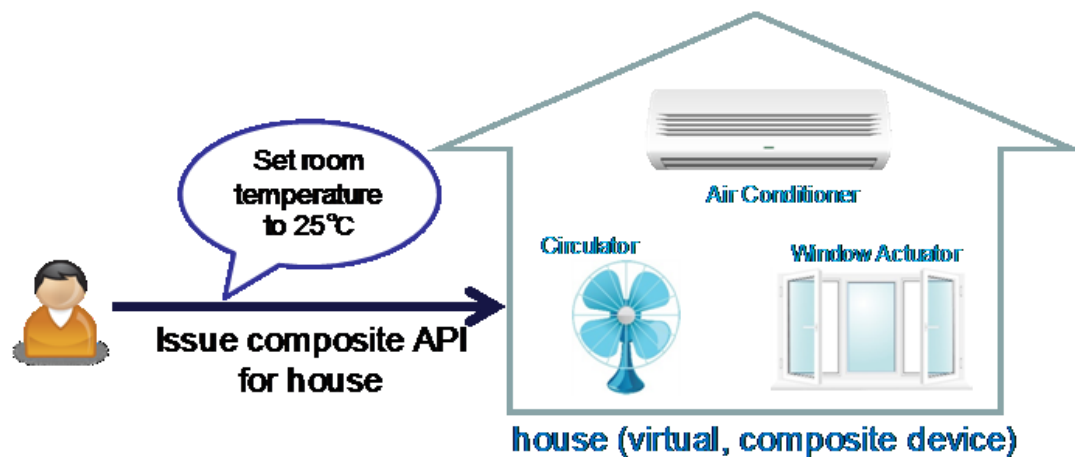 Set room
temperature
to 25°C
Issue composite API
for house
Air Conditioner
Circulator
Window Actuator
house (virtual, composite device)